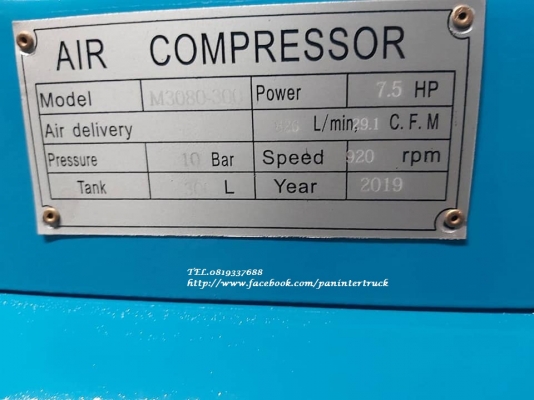 AIR COMPRESSOR
Model M3080-300 Power 7.5 HP
Air delivery L/min, 29.1 C.F.M
Pressure 10 Bar Speed 920 rpm
Tank L Year 2019
TEL.0819337688
http://www.facebook.com/panintertruck